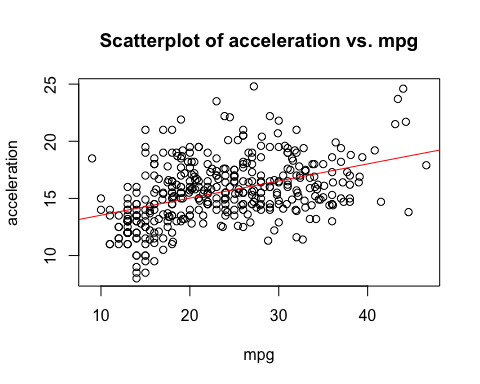 Scatterplot of acceleration vs. mpg
acceleration
25
20
15
10
10 20 30 40
mpg